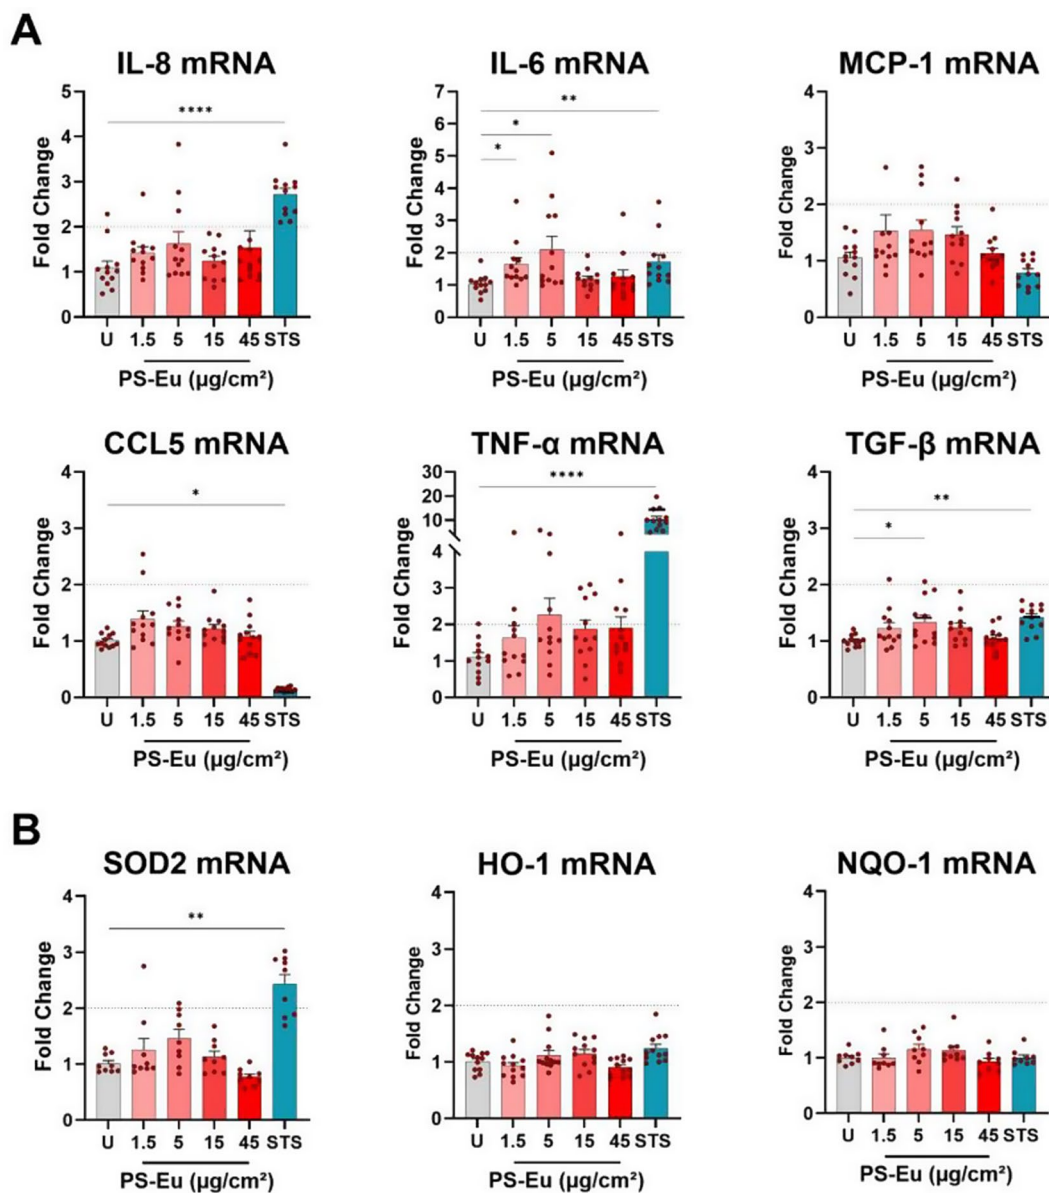 A
IL-8 mRNA IL-6 mRNA MCP-1 mRNA
Fold Change
5
4
3
2
1
0
****
U 1.5 5 15 45 STS
PS-Eu (µg/cm²)
Fold Change
7
6
5
4
3
2
1
0
**
*
*
U 1.5 5 15 45 STS
PS-Eu (µg/cm²)
Fold Change
4
3
2
1
0
U 1.5 5 15 45 STS
PS-Eu (µg/cm²)
CCL5 mRNA TNF-α mRNA TGF-β mRNA
Fold Change
4
3
2
1
0
*
U 1.5 5 15 45 STS
PS-Eu (µg/cm²)
Fold Change
30
20
10
4
3
2
1
0
****
U 1.5 5 15 45 STS
PS-Eu (µg/cm²)
Fold Change
4
3
2
1
0
**
*
U 1.5 5 15 45 STS
PS-Eu (µg/cm²)
B
SOD2 mRNA HO-1 mRNA NQO-1 mRNA
Fold Change
4
3
2
1
0
**
U 1.5 5 15 45 STS
PS-Eu (µg/cm²)
Fold Change
4
3
2
1
0
U 1.5 5 15 45 STS
PS-Eu (µg/cm²)
Fold Change
4
3
2
1
0
U 1.5 5 15 45 STS
PS-Eu (µg/cm²)